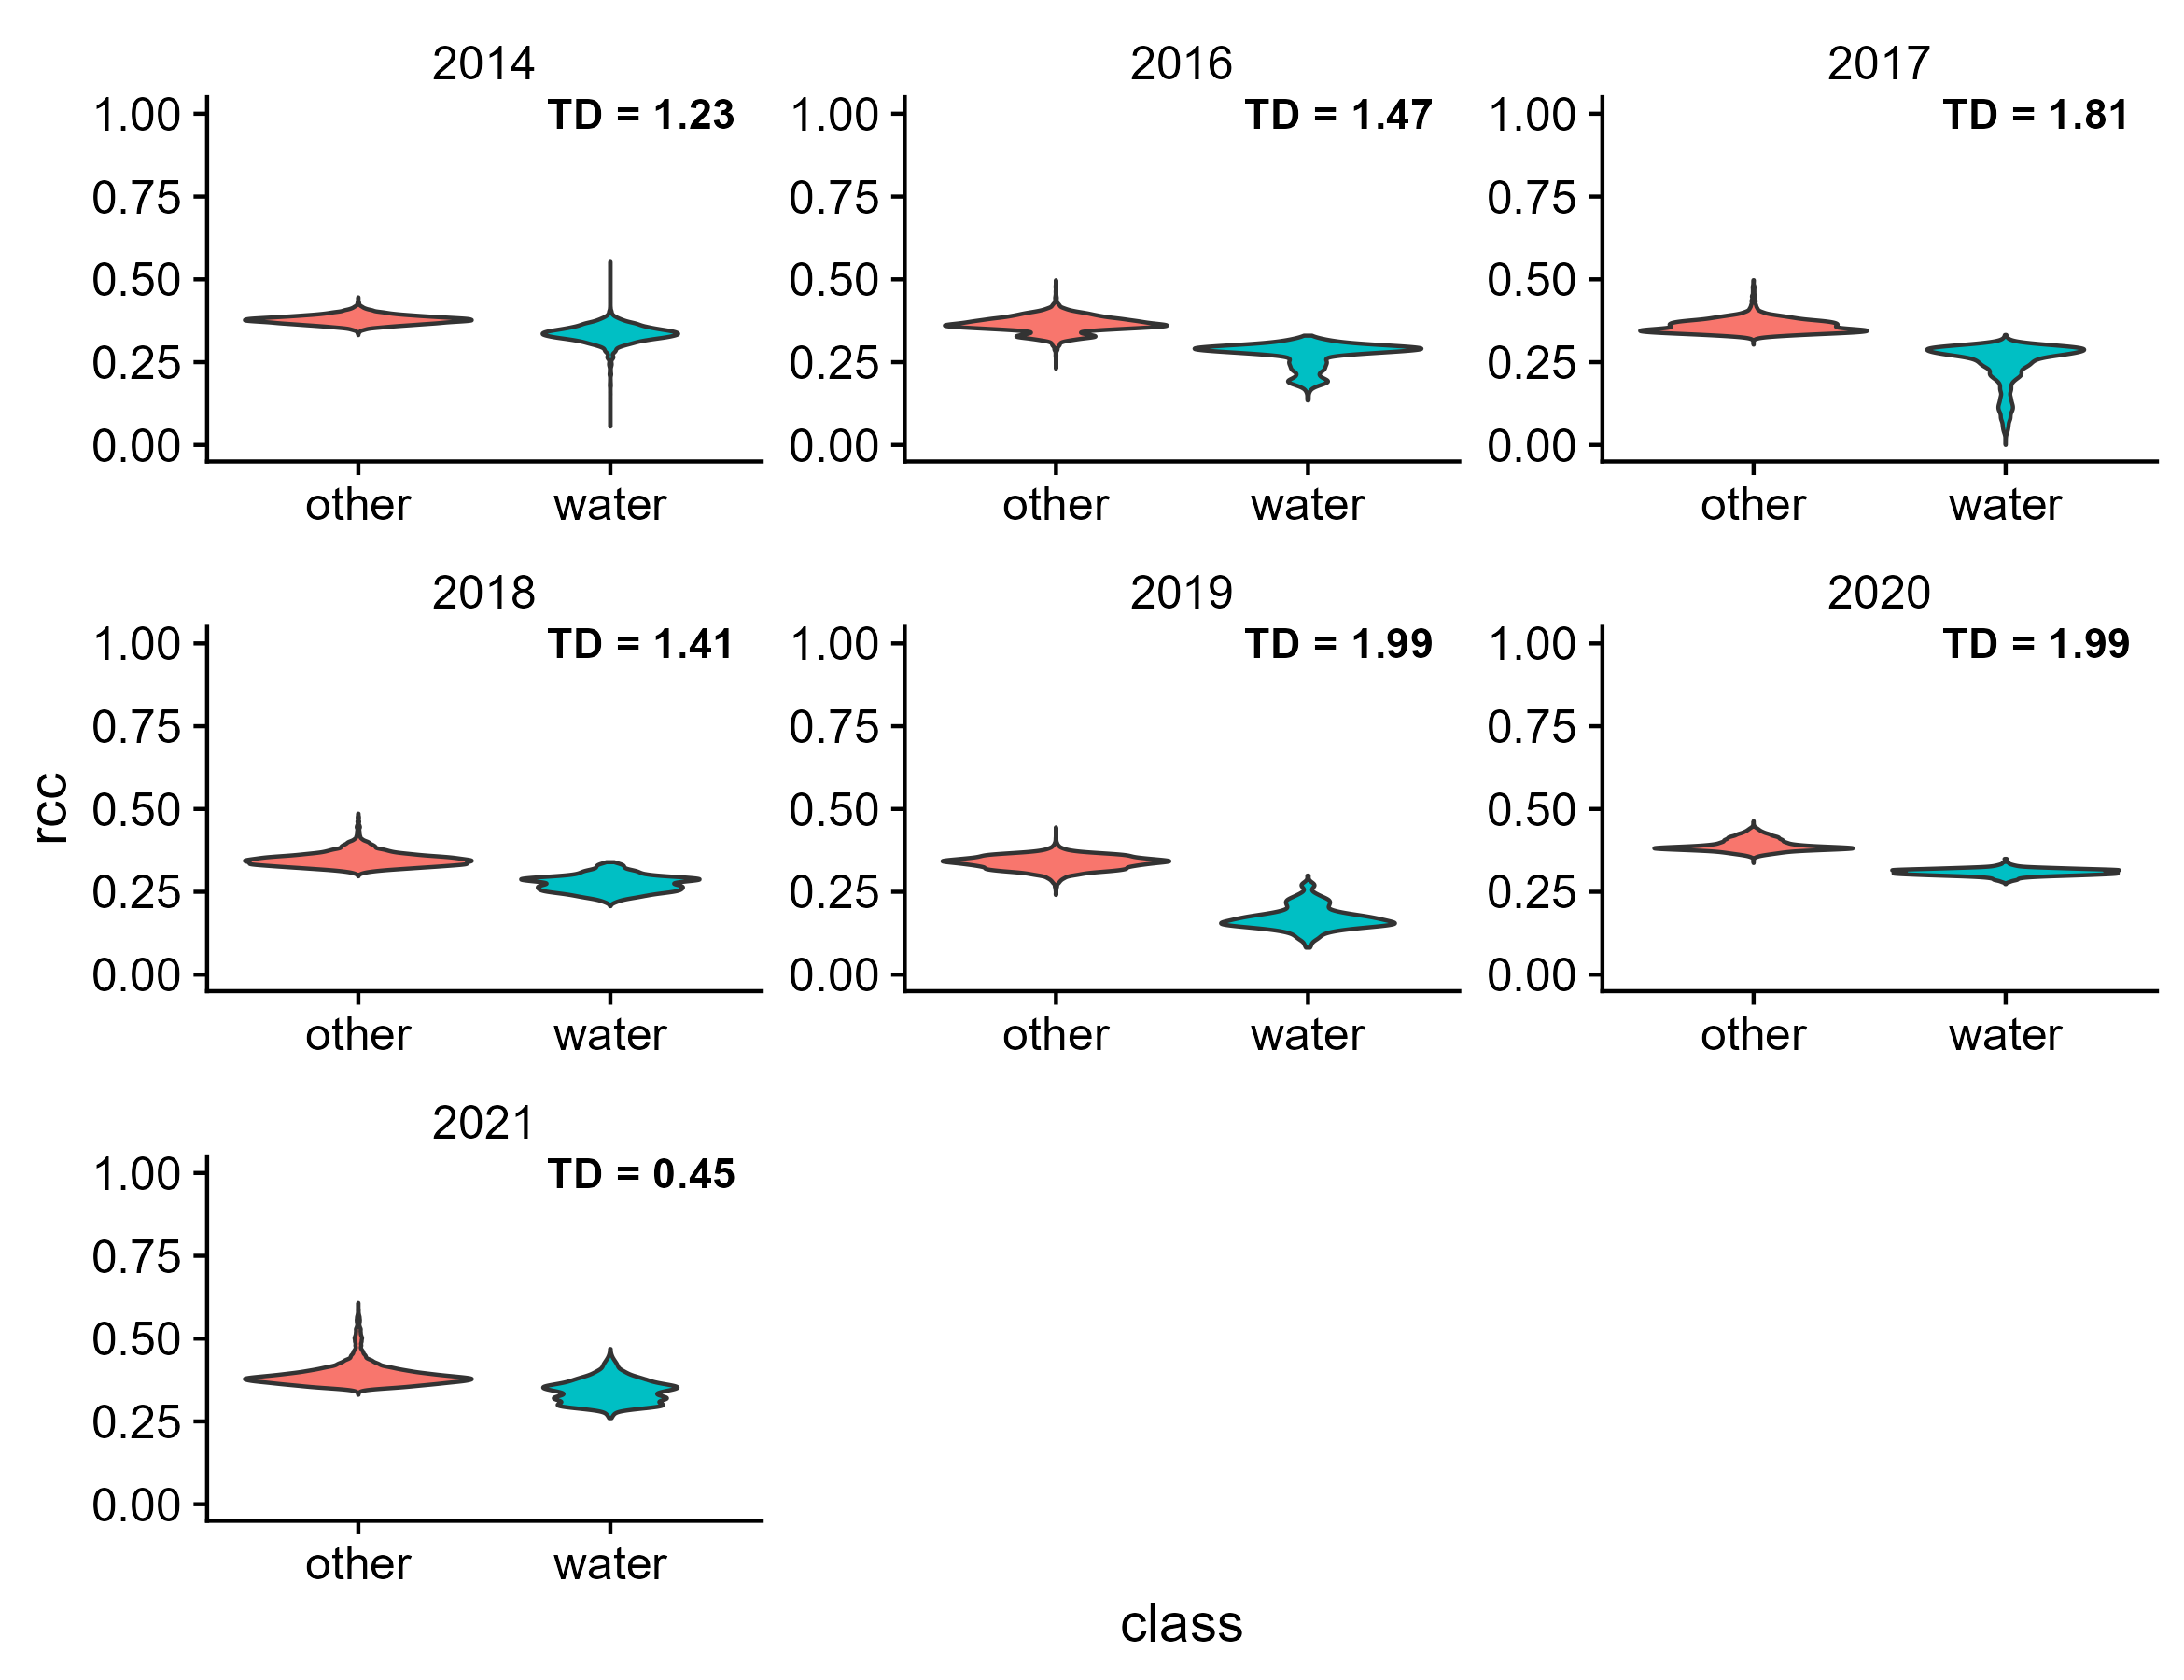 2014 2016 2017
TD = 1.23 TD = 1.47 TD = 1.81
1.00 1.00 1.00
0.75 0.75 0.75
0.50 0.50 0.50
0.25 0.25 0.25
0.00 0.00 0.00
other water other water other water
2018 2019 2020
TD = 1.41 TD = 1.99 TD = 1.99
1.00 1.00 1.00
0.75 0.75 0.75
rcc
0.50 0.50 0.50
0.25 0.25 0.25
0.00 0.00 0.00
other water other water other water
2021
TD = 0.45
1.00
0.75
0.50
0.25
0.00
other water
class